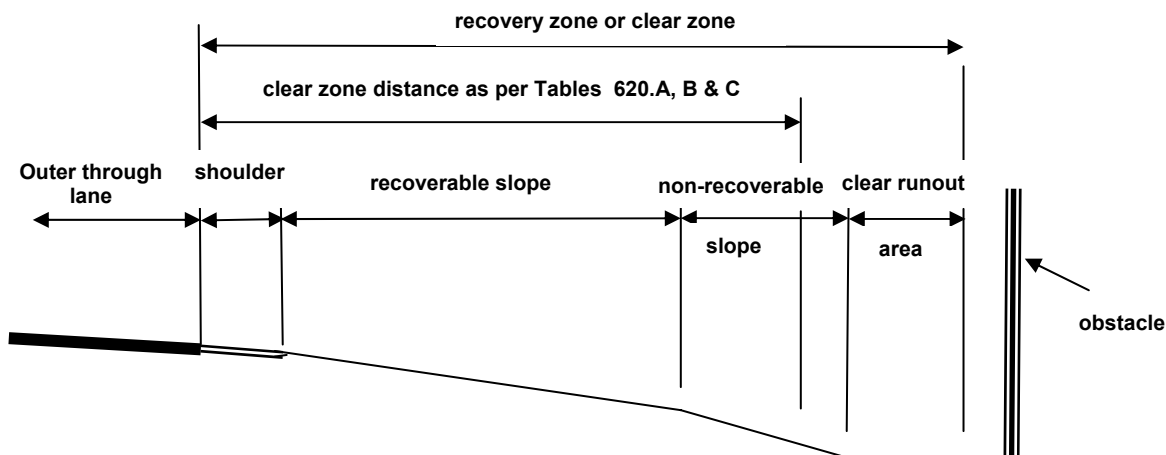 recovery zone or clear zone
clear zone distance as per Tables 620.A, B & C
Outer through
lane
shoulder
recoverable slope
non-recoverable
slope
clear runout
area
obstacle